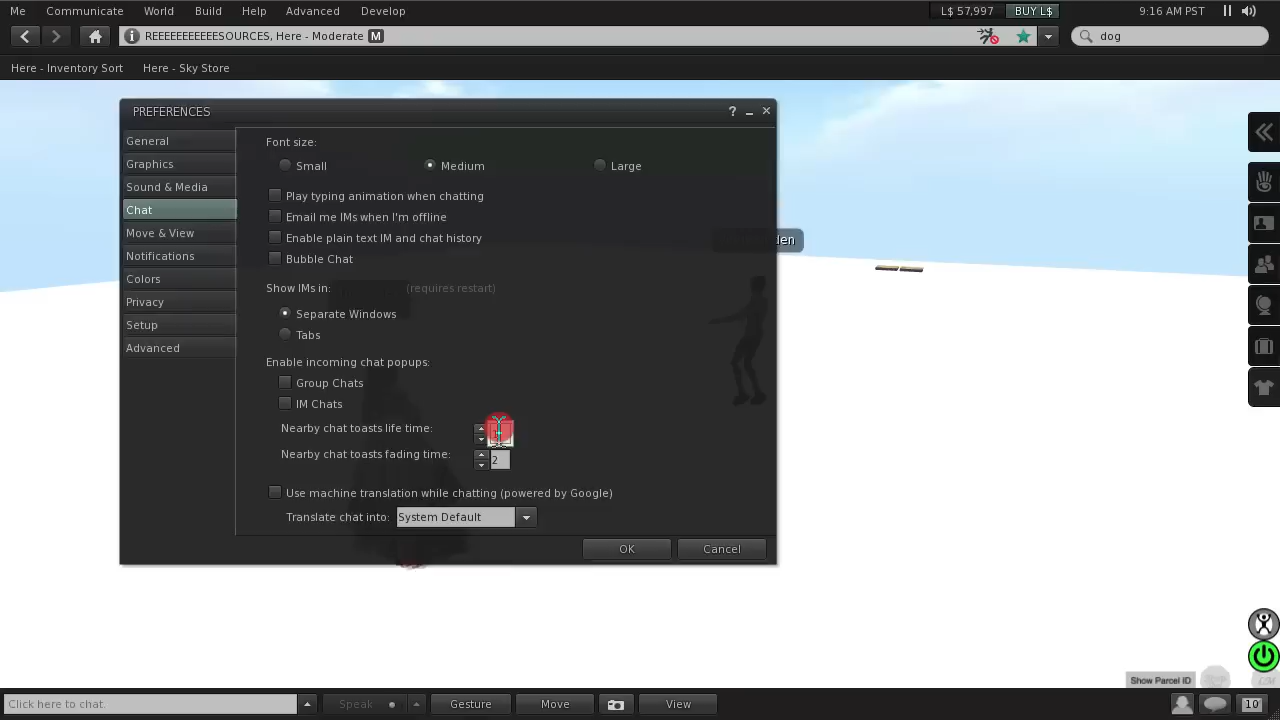 Me Communicate World Build Help Advanced Develop L$ 57,997 BUY L$ 9:16 AM PST
REEEEEEEEEEESOURCES, Here - Moderate M dog
Here - Inventory Sort Here - Sky Store
PREFERENCES ?
General
Graphics
Sound & Media
Chat
Move & View
Notifications
Colors
Privacy
Setup
Advanced
Font size:
Small Medium Large
Play typing animation when chatting
Email me IMs when I'm offline
Enable plain text IM and chat history
Bubble Chat
Show IMs in: (requires restart)
Separate Windows
Tabs
Enable incoming chat popups:
Group Chats
IM Chats
Nearby chat toasts life time:
Nearby chat toasts fading time: 2
Use machine translation while chatting (powered by Google)
Translate chat into: System Default
OK Cancel
Show Parcel ID
Click here to chat. Speak Gesture Move View 10